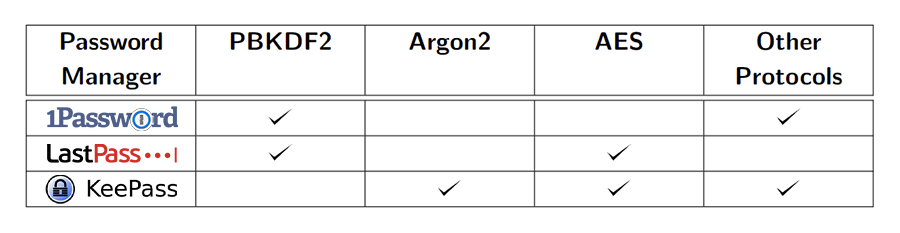 Password Manager PBKDF2 Argon2 AES Other Protocols
1Password ✓ ✓
LastPass ✓ ✓
KeePass ✓ ✓ ✓